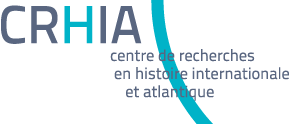 CRHIA
centre de recherches
en histoire internationale
et atlantique